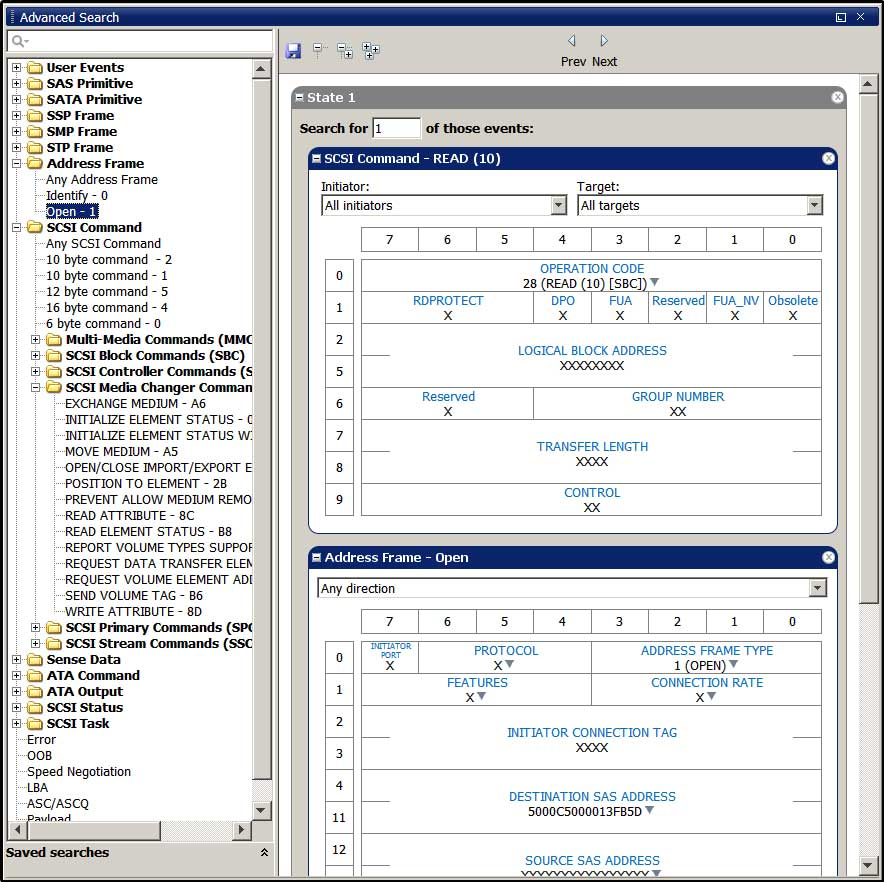 Advanced Search
Prev Next
User Events
SAS Primitive
SATA Primitive
SSP Frame
SMP Frame
STP Frame
Address Frame
Any Address Frame
Identify - 0
Open - 1
SCSI Command
Any SCSI Command
10 byte command  - 2
10 byte command - 1
12 byte command - 5
16 byte command - 4
6 byte command - 0
Multi-Media Commands (MMC
SCSI Block Commands (SBC)
SCSI Controller Commands (S
SCSI Media Changer Comman
EXCHANGE MEDIUM - A6
INITIALIZE ELEMENT STATUS - 0
INITIALIZE ELEMENT STATUS W
MOVE MEDIUM - A5
OPEN/CLOSE IMPORT/EXPORT E
POSITION TO ELEMENT - 2B
PREVENT ALLOW MEDIUM REMO
READ ATTRIBUTE - 8C
READ ELEMENT STATUS - B8
REPORT VOLUME TYPES SUPPOR
REQUEST DATA TRANSFER ELEM
REQUEST VOLUME ELEMENT ADD
SEND VOLUME TAG - B6
WRITE ATTRIBUTE - 8D
SCSI Primary Commands (SPC
SCSI Stream Commands (SSC
Sense Data
ATA Command
ATA Output
SCSI Status
SCSI Task
Error
OOB
Speed Negotiation
LBA
ASC/ASCQ
Payload
Saved searches
State 1
Search for 1 of those events:
SCSI Command - READ (10)
Initiator: Target:
All initiators All targets
7 6 5 4 3 2 1 0
0 OPERATION CODE
28 (READ (10) [SBC])
1 RDPROTECT DPO FUA Reserved FUA_NV Obsolete
X X X X X X
2
LOGICAL BLOCK ADDRESS
XXXXXXXX
5
6 Reserved GROUP NUMBER
X XX
7
TRANSFER LENGTH
XXXX
8
9 CONTROL
XX
Address Frame - Open
Any direction
7 6 5 4 3 2 1 0
0 INITIATOR PORT PROTOCOL ADDRESS FRAME TYPE
X X 1 (OPEN)
1 FEATURES CONNECTION RATE
X X
2
INITIATOR CONNECTION TAG
XXXX
3
4
DESTINATION SAS ADDRESS
5000C5000013FB5D
11
12
SOURCE SAS ADDRESS
XXXXXXXXXXXXXXXX